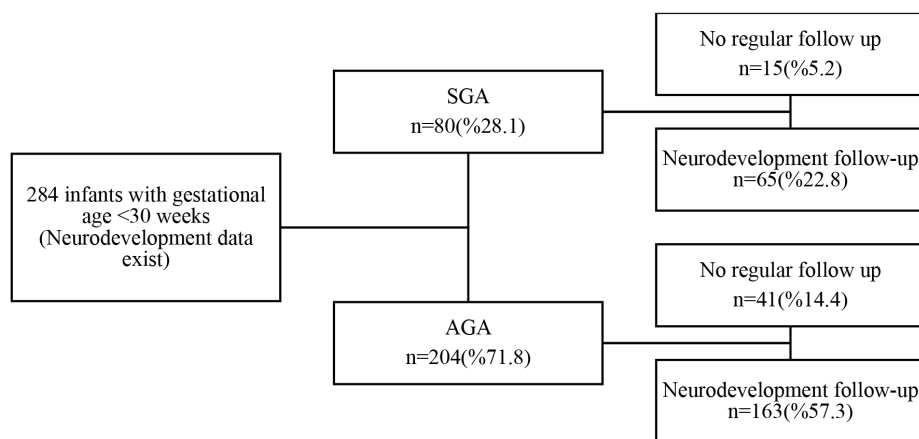 284 infants with gestational
age <30 weeks
(Neurodevelopment data
exist)
SGA
n=80(%28.1)
AGA
n=204(%71.8)
No regular follow up
n=15(%5.2)
Neurodevelopment follow-up
n=65(%22.8)
No regular follow up
n=41(%14.4)
Neurodevelopment follow-up
n=163(%57.3)